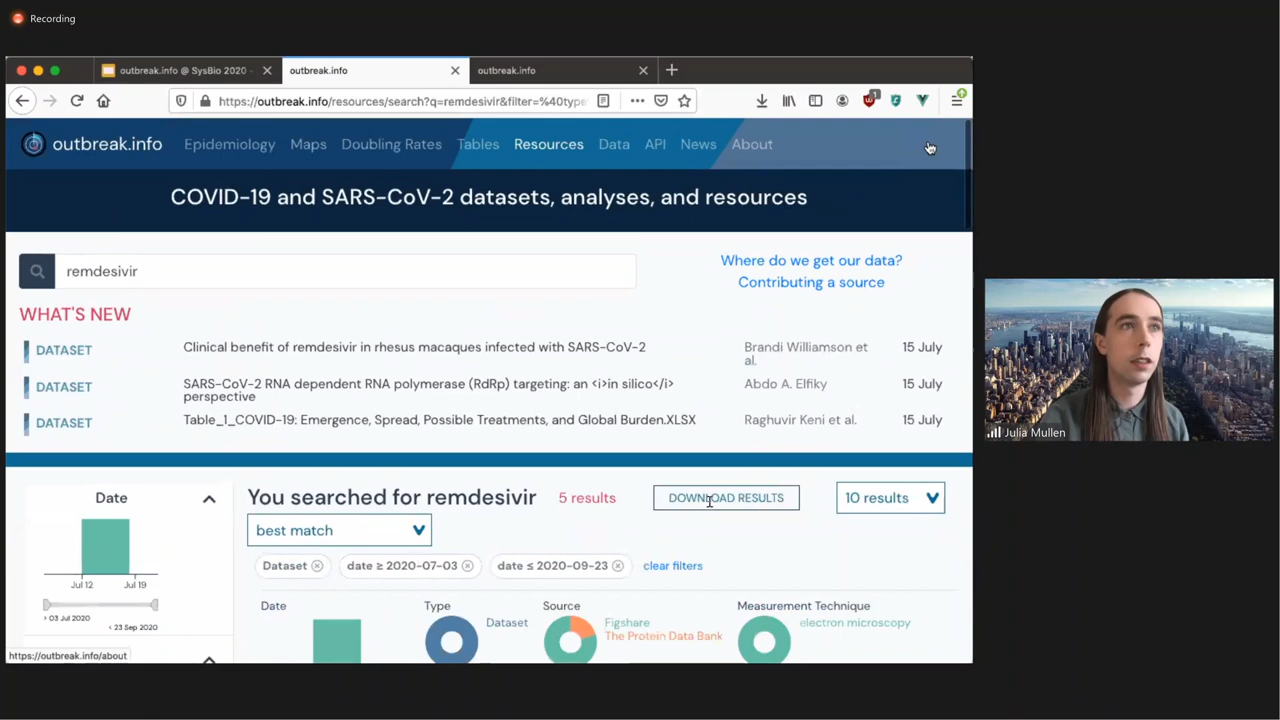 Recording
outbreak.info @ SysBio 2020 -
outbreak.info
outbreak.info
https://outbreak.info/resources/search?q=remdesivir&filter=%40type
1
outbreak.info Epidemiology Maps Doubling Rates Tables Resources Data API News About
COVID-19 and SARS-CoV-2 datasets, analyses, and resources
remdesivir
Where do we get our data?
Contributing a source
WHAT'S NEW
DATASET Clinical benefit of remdesivir in rhesus macaques infected with SARS-CoV-2 Brandi Williamson et al. 15 July
DATASET SARS-CoV-2 RNA dependent RNA polymerase (RdRp) targeting: an <i>in silico</i> perspective Abdo A. Elfiky 15 July
DATASET Table_1_COVID-19: Emergence, Spread, Possible Treatments, and Global Burden.XLSX Raghuvir Keni et al. 15 July
Julia Mullen
Date
You searched for remdesivir 5 results DOWNLOAD RESULTS 10 results
best match
Dataset date ≥ 2020-07-03 date ≤ 2020-09-23 clear filters
Jul 12 Jul 19
> 03 Jul 2020
< 23 Sep 2020
Date Type Source Measurement Technique
Dataset Figshare electron microscopy
The Protein Data Bank
https://outbreak.info/about